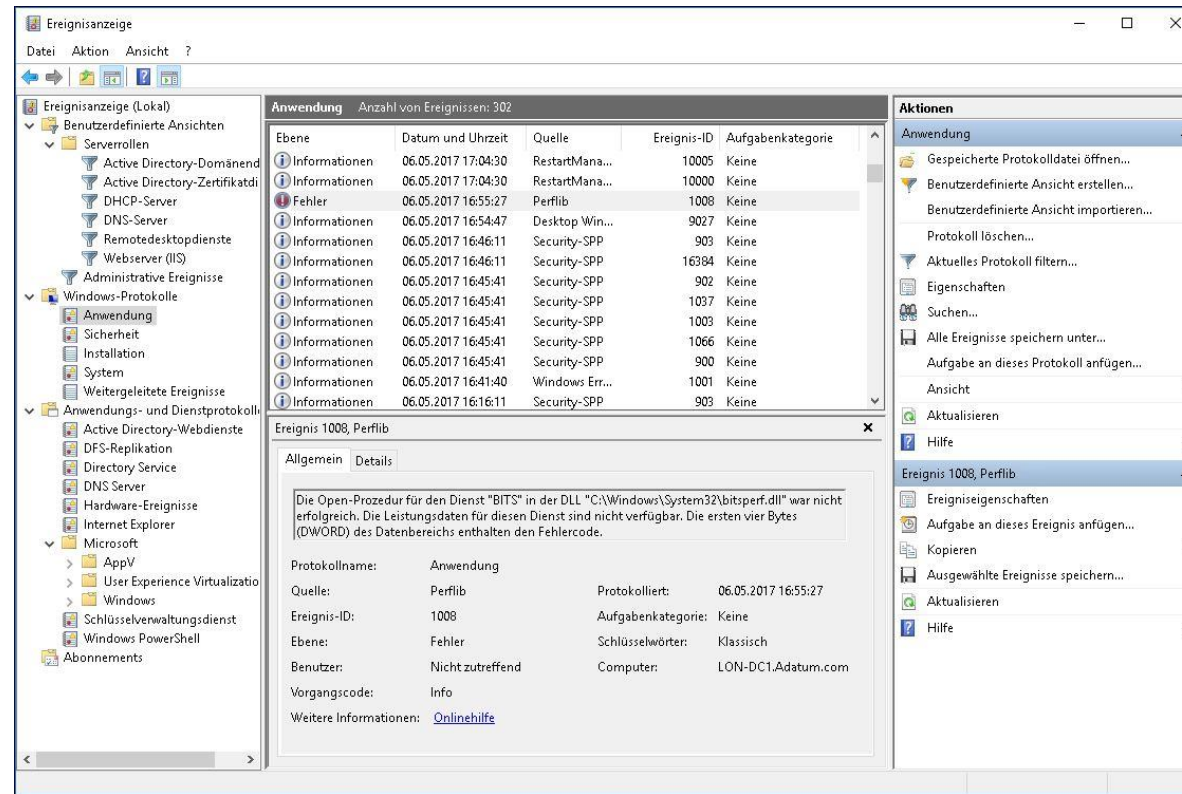 Ereignisanzeige
Datei Aktion Ansicht ?
Ereignisanzeige (Lokal)
Benutzerdefinierte Ansichten
Serverrollen
Active Directory-Domänend
Active Directory-Zertifikatdi
DHCP-Server
DNS-Server
Remotedesktopdienste
Webserver (IIS)
Administrative Ereignisse
Windows-Protokolle
Anwendung
Sicherheit
Installation
System
Weitergeleitete Ereignisse
Anwendungs- und Dienstprotokoll
Active Directory-Webdienste
DFS-Replikation
Directory Service
DNS Server
Hardware-Ereignisse
Internet Explorer
Microsoft
AppV
User Experience Virtualizatio
Windows
Schlüsselverwaltungsdienst
Windows PowerShell
Abonnements
Anwendung Anzahl von Ereignissen: 302
Ebene Datum und Uhrzeit Quelle Ereignis-ID Aufgabenkategorie
Informationen 06.05.2017 17:04:30 RestartMana... 10005 Keine
Informationen 06.05.2017 17:04:30 RestartMana... 10000 Keine
Fehler 06.05.2017 16:55:27 Perflib 1008 Keine
Informationen 06.05.2017 16:54:47 Desktop Win... 9027 Keine
Informationen 06.05.2017 16:46:11 Security-SPP 903 Keine
Informationen 06.05.2017 16:46:11 Security-SPP 16384 Keine
Informationen 06.05.2017 16:45:41 Security-SPP 902 Keine
Informationen 06.05.2017 16:45:41 Security-SPP 1037 Keine
Informationen 06.05.2017 16:45:41 Security-SPP 1003 Keine
Informationen 06.05.2017 16:45:41 Security-SPP 1066 Keine
Informationen 06.05.2017 16:45:41 Security-SPP 900 Keine
Informationen 06.05.2017 16:41:40 Windows Err... 1001 Keine
Informationen 06.05.2017 16:16:11 Security-SPP 903 Keine
Ereignis 1008, Perflib
Allgemein Details
Die Open-Prozedur für den Dienst "BITS" in der DLL "C:\Windows\System32\bitsperf.dll" war nicht
erfolgreich. Die Leistungsdaten für diesen Dienst sind nicht verfügbar. Die ersten vier Bytes
(DWORD) des Datenbereichs enthalten den Fehlercode.
Protokollname: Anwendung
Quelle: Perflib Protokolliert: 06.05.2017 16:55:27
Ereignis-ID: 1008 Aufgabenkategorie: Keine
Ebene: Fehler Schlüsselwörter: Klassisch
Benutzer: Nicht zutreffend Computer: LON-DC1.Adatum.com
Vorgangscode: Info
Weitere Informationen: Onlinehilfe
Aktionen
Anwendung
Gespeicherte Protokolldatei öffnen...
Benutzerdefinierte Ansicht erstellen...
Benutzerdefinierte Ansicht importieren...
Protokoll löschen...
Aktuelles Protokoll filtern...
Eigenschaften
Suchen...
Alle Ereignisse speichern unter...
Aufgabe an dieses Protokoll anfügen...
Ansicht
Aktualisieren
Hilfe
Ereignis 1008, Perflib
Ereigniseigenschaften
Aufgabe an dieses Ereignis anfügen...
Kopieren
Ausgewählte Ereignisse speichern...
Aktualisieren
Hilfe